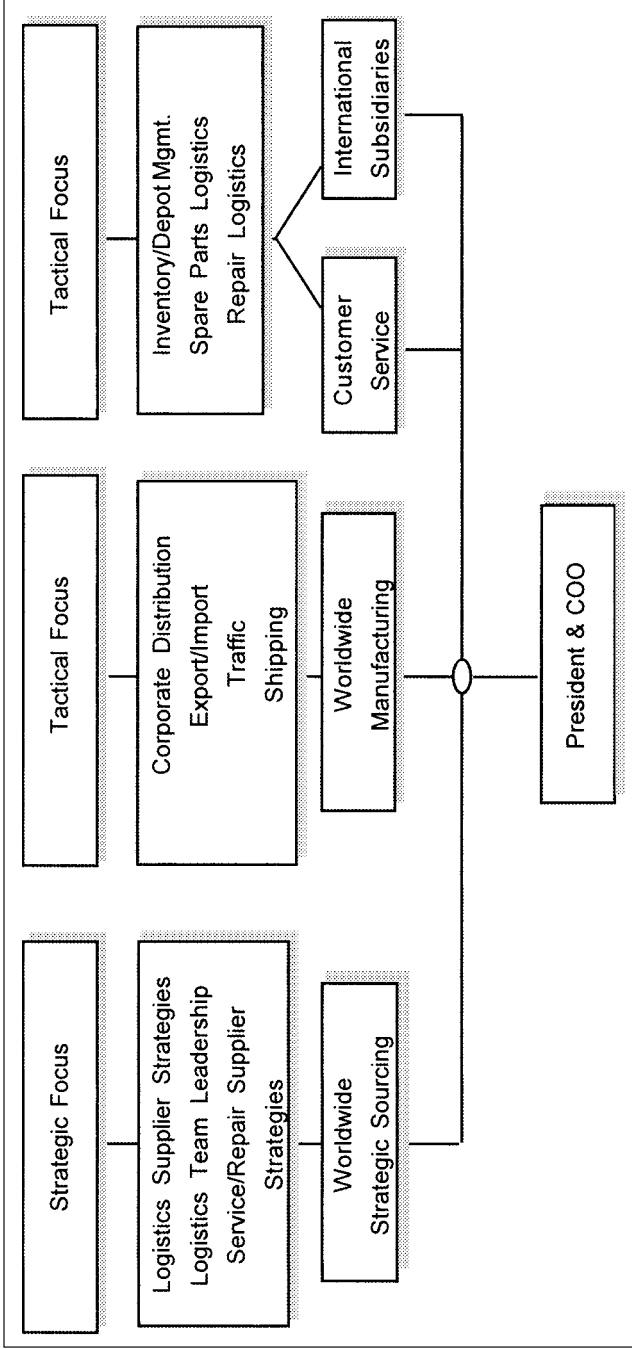 Strategic Focus
Logistics Supplier Strategies
Logistics Team Leadership
Service/Repair Supplier
Strategies
Worldwide
Strategic Sourcing
Tactical Focus
Corporate Distribution
Export/Import
Traffic
Shipping
Worldwide
Manufacturing
Tactical Focus
Inventory/Depot Mgmt.
Spare Parts Logistics
Repair Logistics
Customer
Service
International
Subsidiaries
President & COO